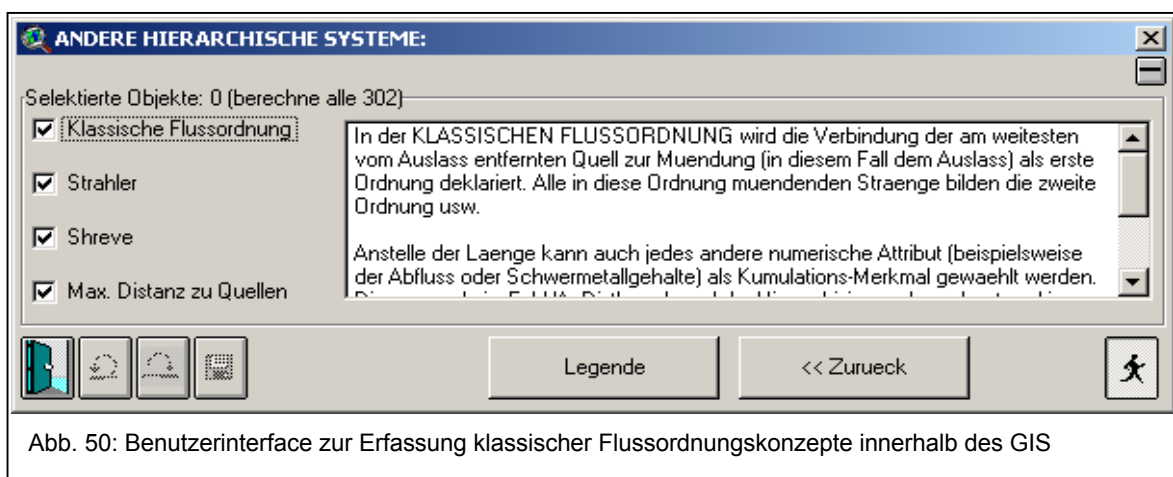 ANDERE HIERARCHISCHE SYSTEME:
Selektierte Objekte: 0 (berechne alle 302)
Klassische Flussordnung
Strahler
Shreve
Max. Distanz zu Quellen
In der KLASSISCHEN FLUSSORDNUNG wird die Verbindung der am weitesten
vom Auslass entfernten Quell zur Muendung (in diesem Fall dem Auslass) als erste
Ordnung deklariert. Alle in diese Ordnung muendenden Straenge bilden die zweite
Ordnung usw.
Anstelle der Laenge kann auch jedes andere numerische Attribut (beispielsweise
der Abfluss oder Schwermetallgehalte) als Kumulations-Merkmal gewaehlt werden.
Legende
<< Zurueck
Abb. 50: Benutzerinterface zur Erfassung klassischer Flussordnungskonzepte innerhalb des GIS